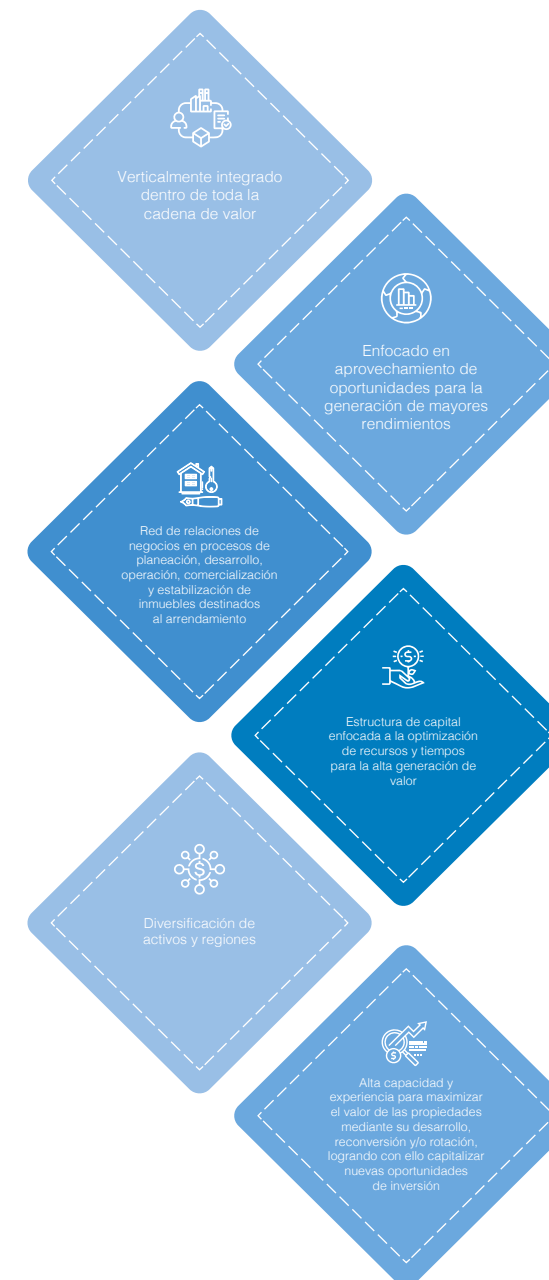 Verticalmente integrado
dentro de toda la
cadena de valor
Enfocado en
aprovechamiento de
oportunidades para la
generación de mayores
rendimientos
Red de relaciones de
negocios en procesos de
planeación, desarrollo,
operación, comercialización
y estabilización de
inmuebles destinados
al arrendamiento
Estructura de capital
enfocada a la optimización
de recursos y tiempos
para la alta generación de
valor
Diversificación de
activos y regiones
Alta capacidad y
experiencia para maximizar
el valor de las propiedades
mediante su desarrollo,
reconversión y/o rotación,
logrando con ello capitalizar
nuevas oportunidades
de inversión